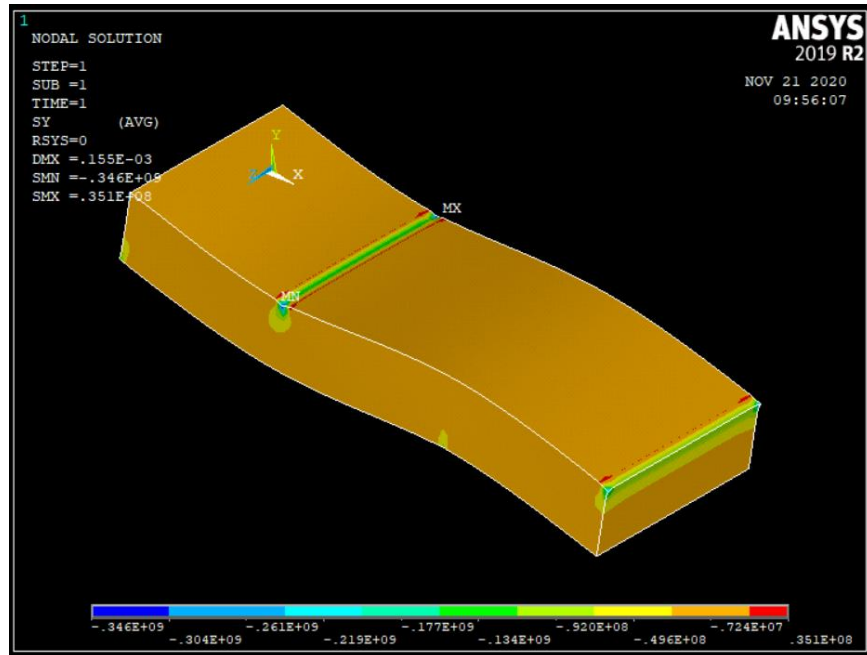 1
NODAL SOLUTION
STEP=1
SUB =1
TIME=1
SY (AVG)
RSYS=0
DMX =.155E-03
SMN =-.346E+09
SMX =.351E+08
ANSYS
2019 R2
NOV 21 2020
09:56:07
Y
Z X
MX
MN
-.346E+09 -.261E+09 -.177E+09 -.920E+08 -.724E+07
-.304E+09 -.219E+09 -.134E+09 -.496E+08 .351E+08